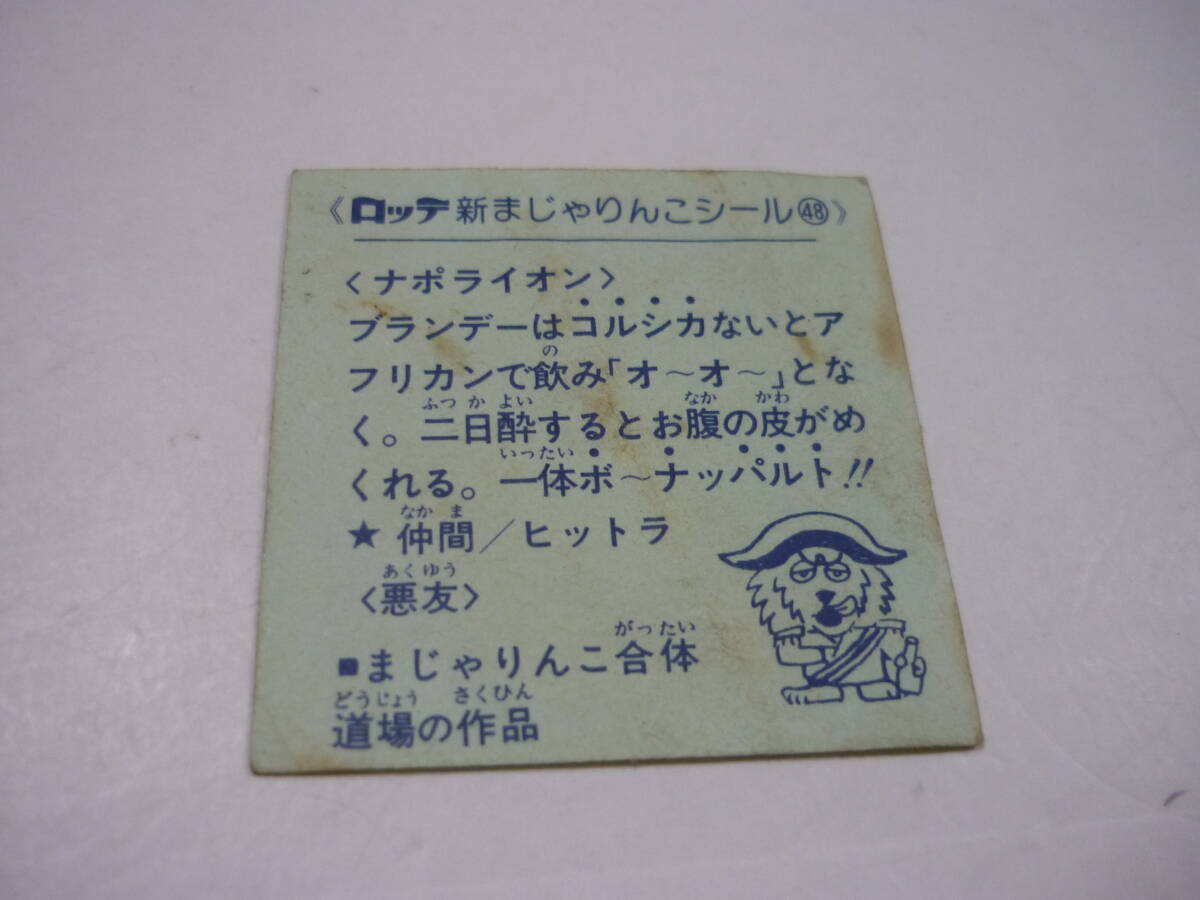 《ロッテ 新まじゃりんこシール㊽》
〈ナポライオン〉
ブランデーはコルシカないとア
フリカンで飲み「オ〜オ〜」とな
く。二日酔するとお腹の皮がめ
くれる。一体ボ〜ナッパルト!!
★仲間／ヒットラ
〈悪友〉
■まじゃりんこ合体
道場の作品